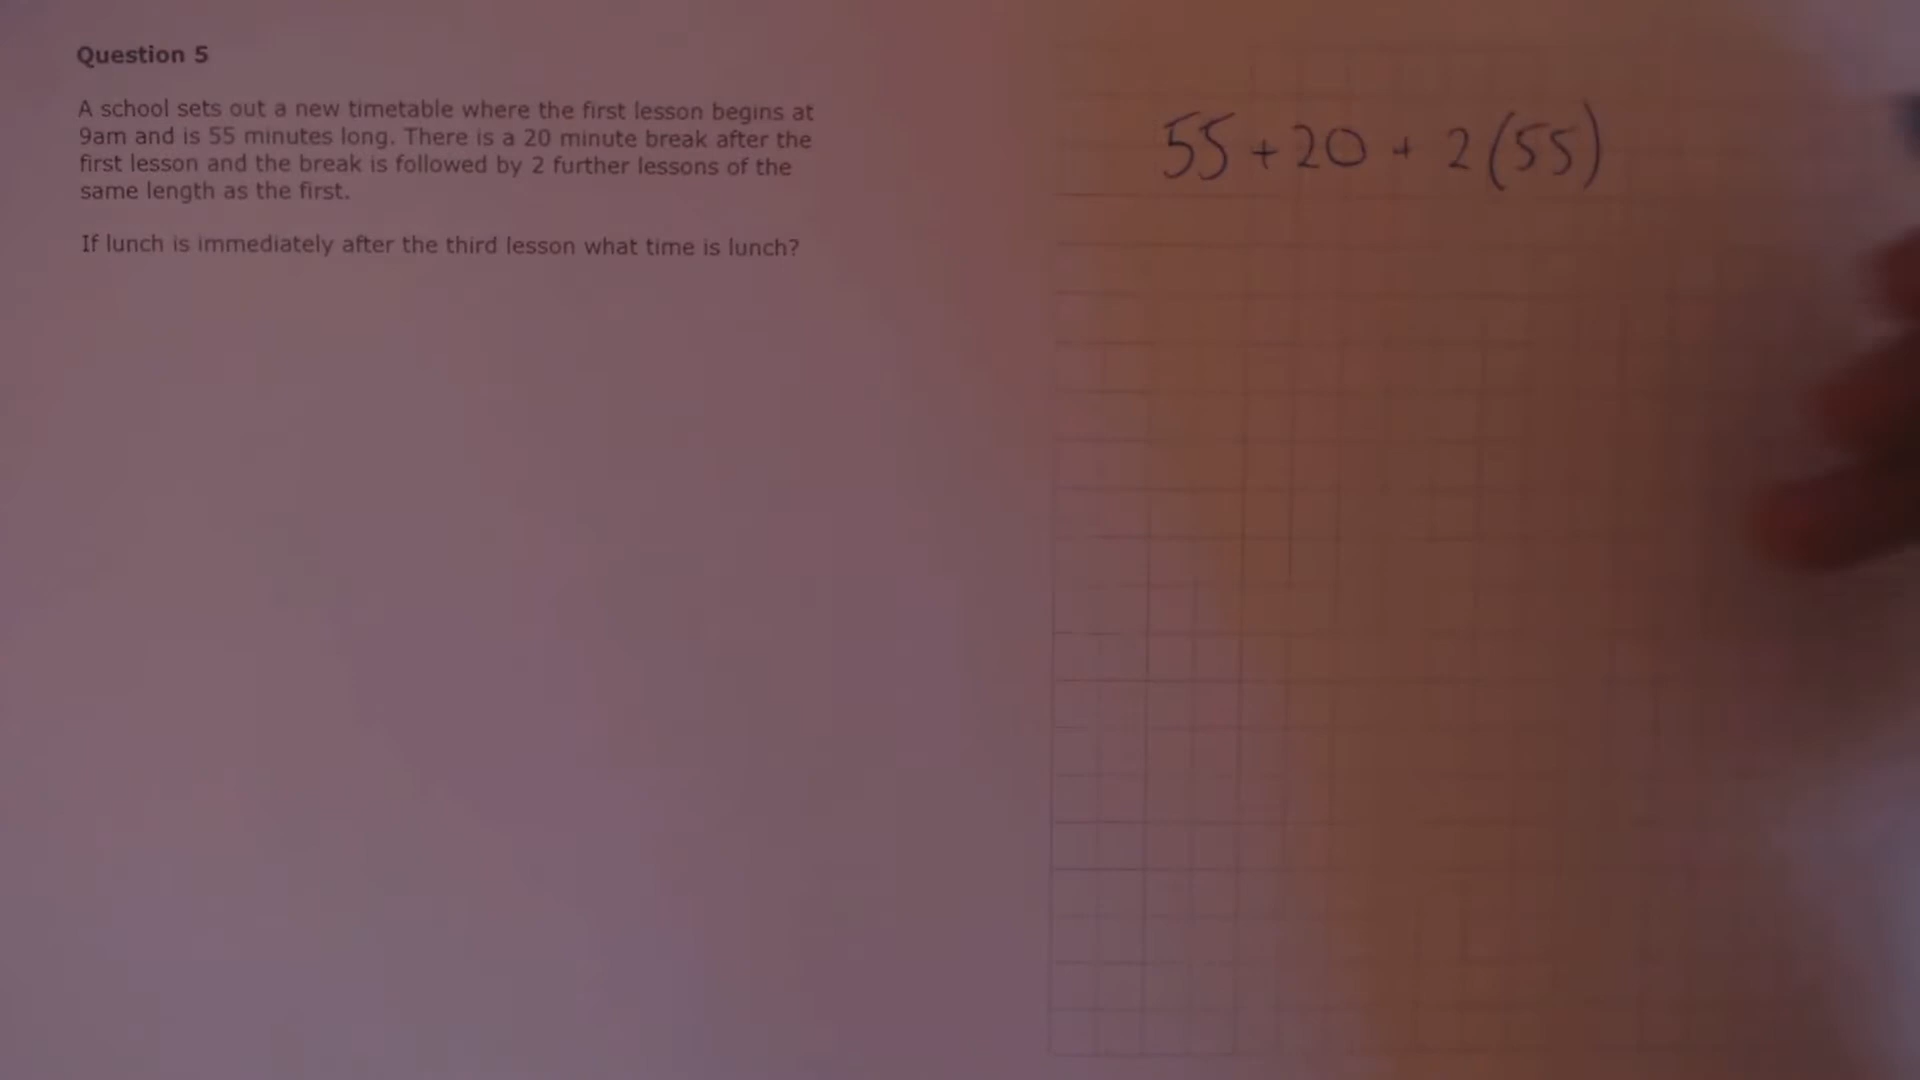 Question 5
A school sets out a new timetable where the first lesson begins at
9am and is 55 minutes long. There is a 20 minute break after the
first lesson and the break is followed by 2 further lessons of the
same length as the first.
If lunch is immediately after the third lesson what time is lunch?
55 + 20 + 2(55)